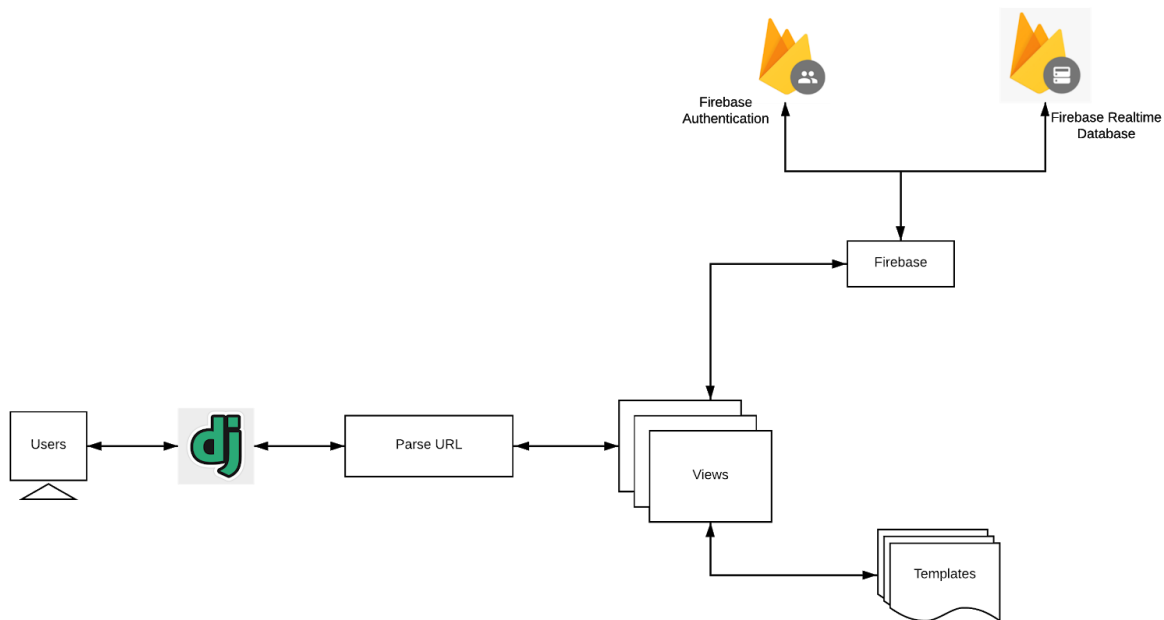 Firebase
Authentication
Firebase Realtime
Database
Firebase
Users
dj
Parse URL
Views
Templates